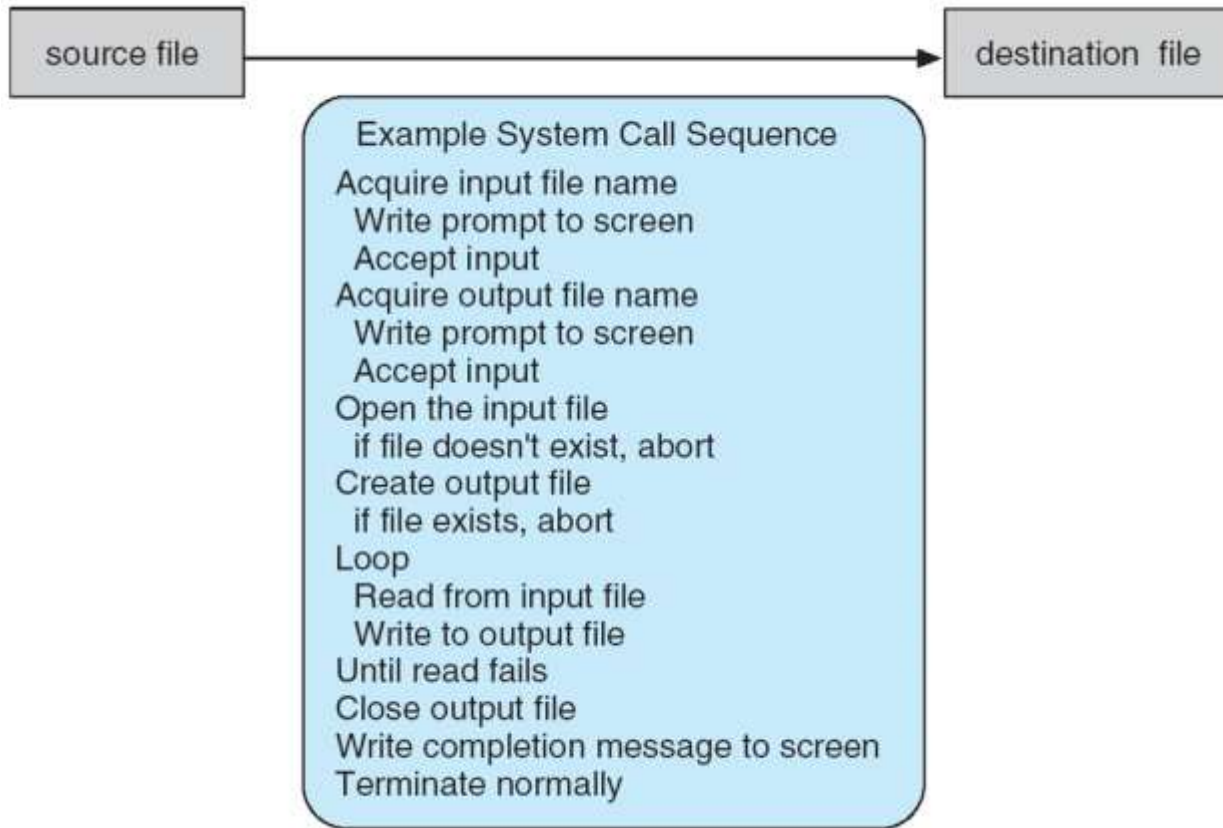 source file
destination file
Example System Call Sequence
Acquire input file name
Write prompt to screen
Accept input
Acquire output file name
Write prompt to screen
Accept input
Open the input file
if file doesn't exist, abort
Create output file
if file exists, abort
Loop
Read from input file
Write to output file
Until read fails
Close output file
Write completion message to screen
Terminate normally